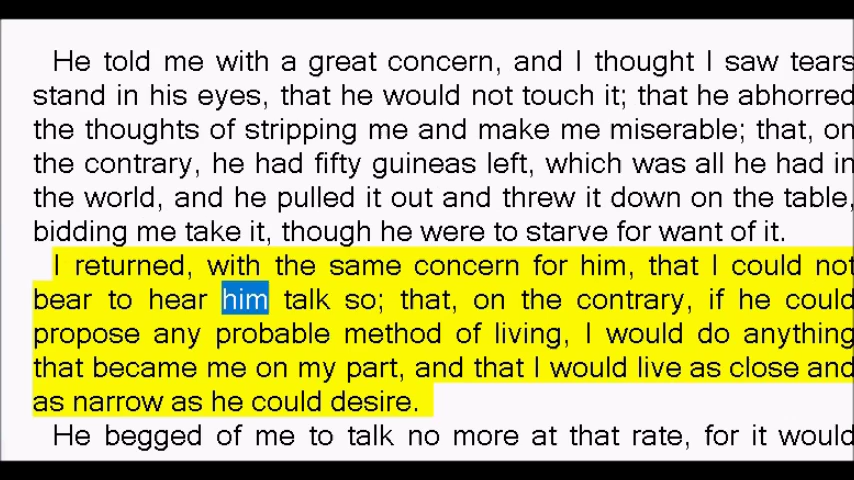 He told me with a great concern, and I thought I saw tears
stand in his eyes, that he would not touch it; that he abhorred
the thoughts of stripping me and make me miserable; that, on
the contrary, he had fifty guineas left, which was all he had in
the world, and he pulled it out and threw it down on the table,
bidding me take it, though he were to starve for want of it.
I returned, with the same concern for him, that I could not
bear to hear him talk so; that, on the contrary, if he could
propose any probable method of living, I would do anything
that became me on my part, and that I would live as close and
as narrow as he could desire.
He begged of me to talk no more at that rate, for it would